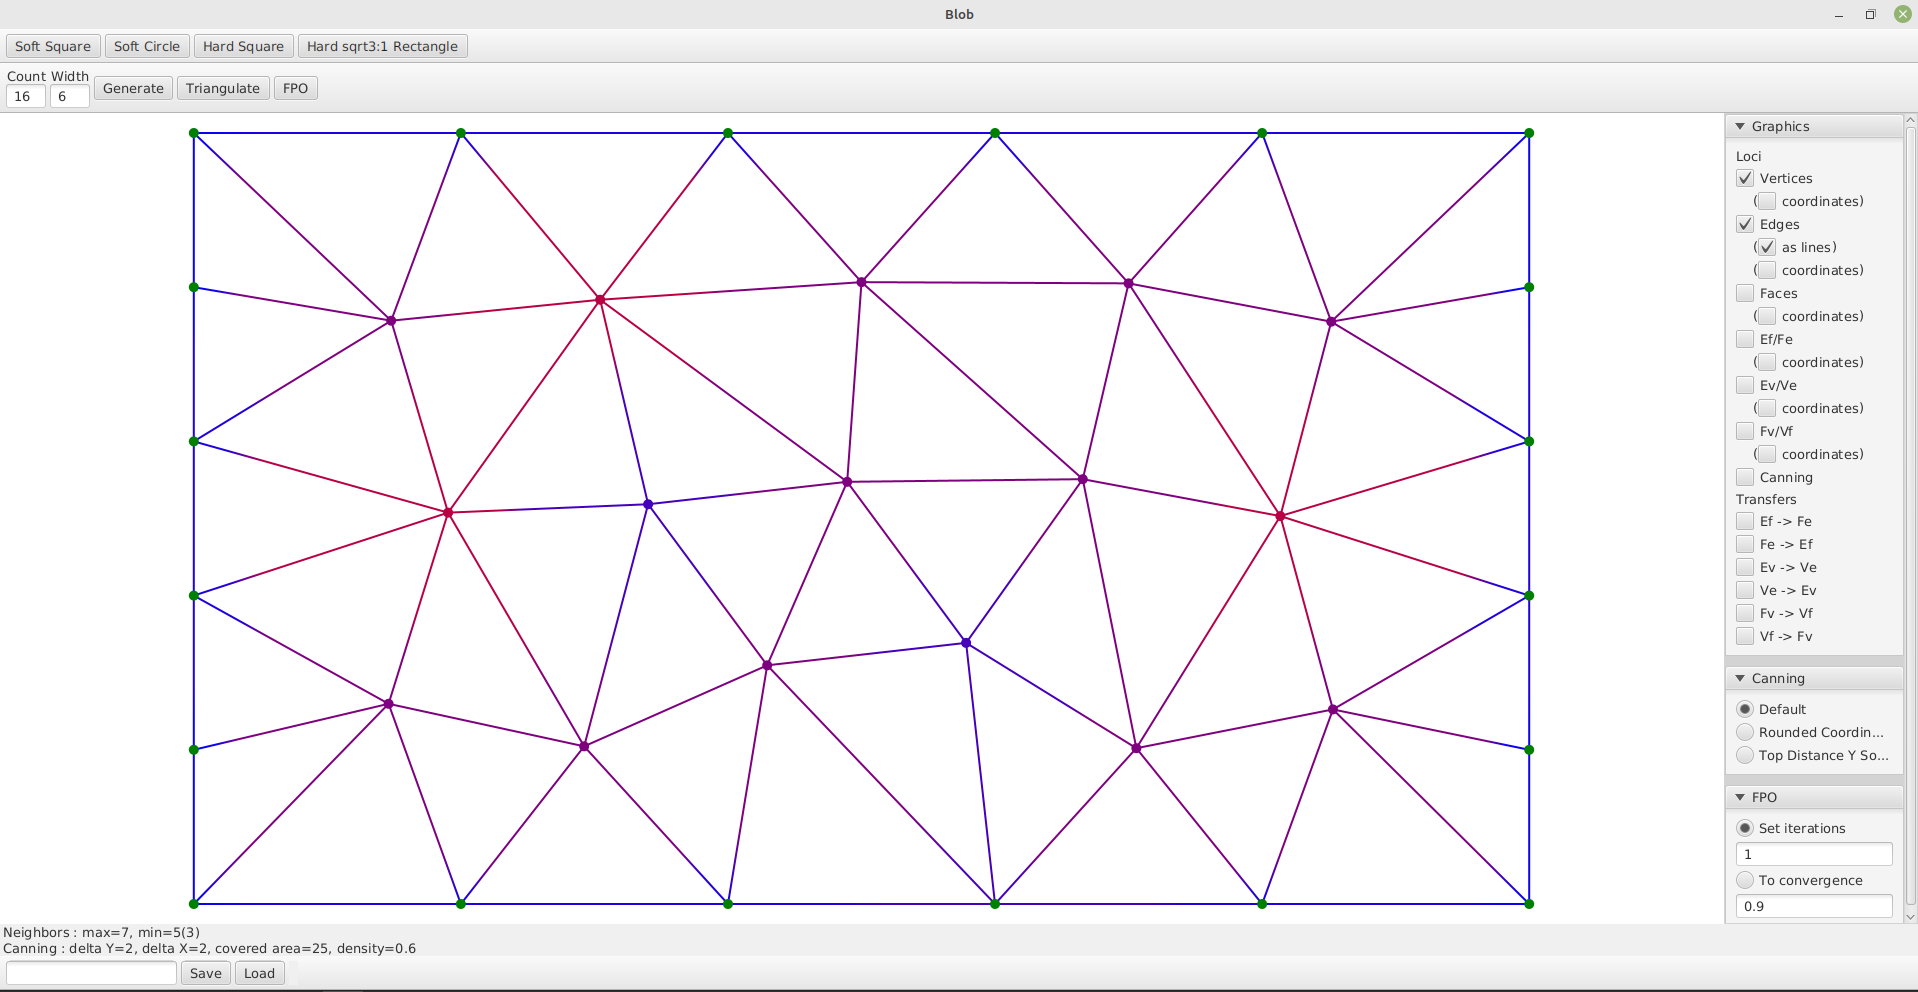 Blob
Soft Square Soft Circle Hard Square Hard sqrt3:1 Rectangle
Count Width
16 6 Generate Triangulate FPO
Graphics
Loci
Vertices
( coordinates)
Edges
( as lines)
( coordinates)
Faces
( coordinates)
Ef/Fe
( coordinates)
Ev/Ve
( coordinates)
Fv/Vf
( coordinates)
Canning
Transfers
Ef -> Fe
Fe -> Ef
Ev -> Ve
Ve -> Ev
Fv -> Vf
Vf -> Fv
Canning
Default
Rounded Coordin...
Top Distance Y So...
FPO
Set iterations
1
To convergence
0.9
Neighbors : max=7, min=5(3)
Canning : delta Y=2, delta X=2, covered area=25, density=0.6
Save Load